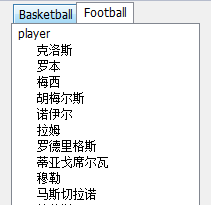 Basketball Football
player
克洛斯
罗本
梅西
胡梅尔斯
诺伊尔
拉姆
罗德里格斯
蒂亚戈席尔瓦
穆勒
马斯切拉诺